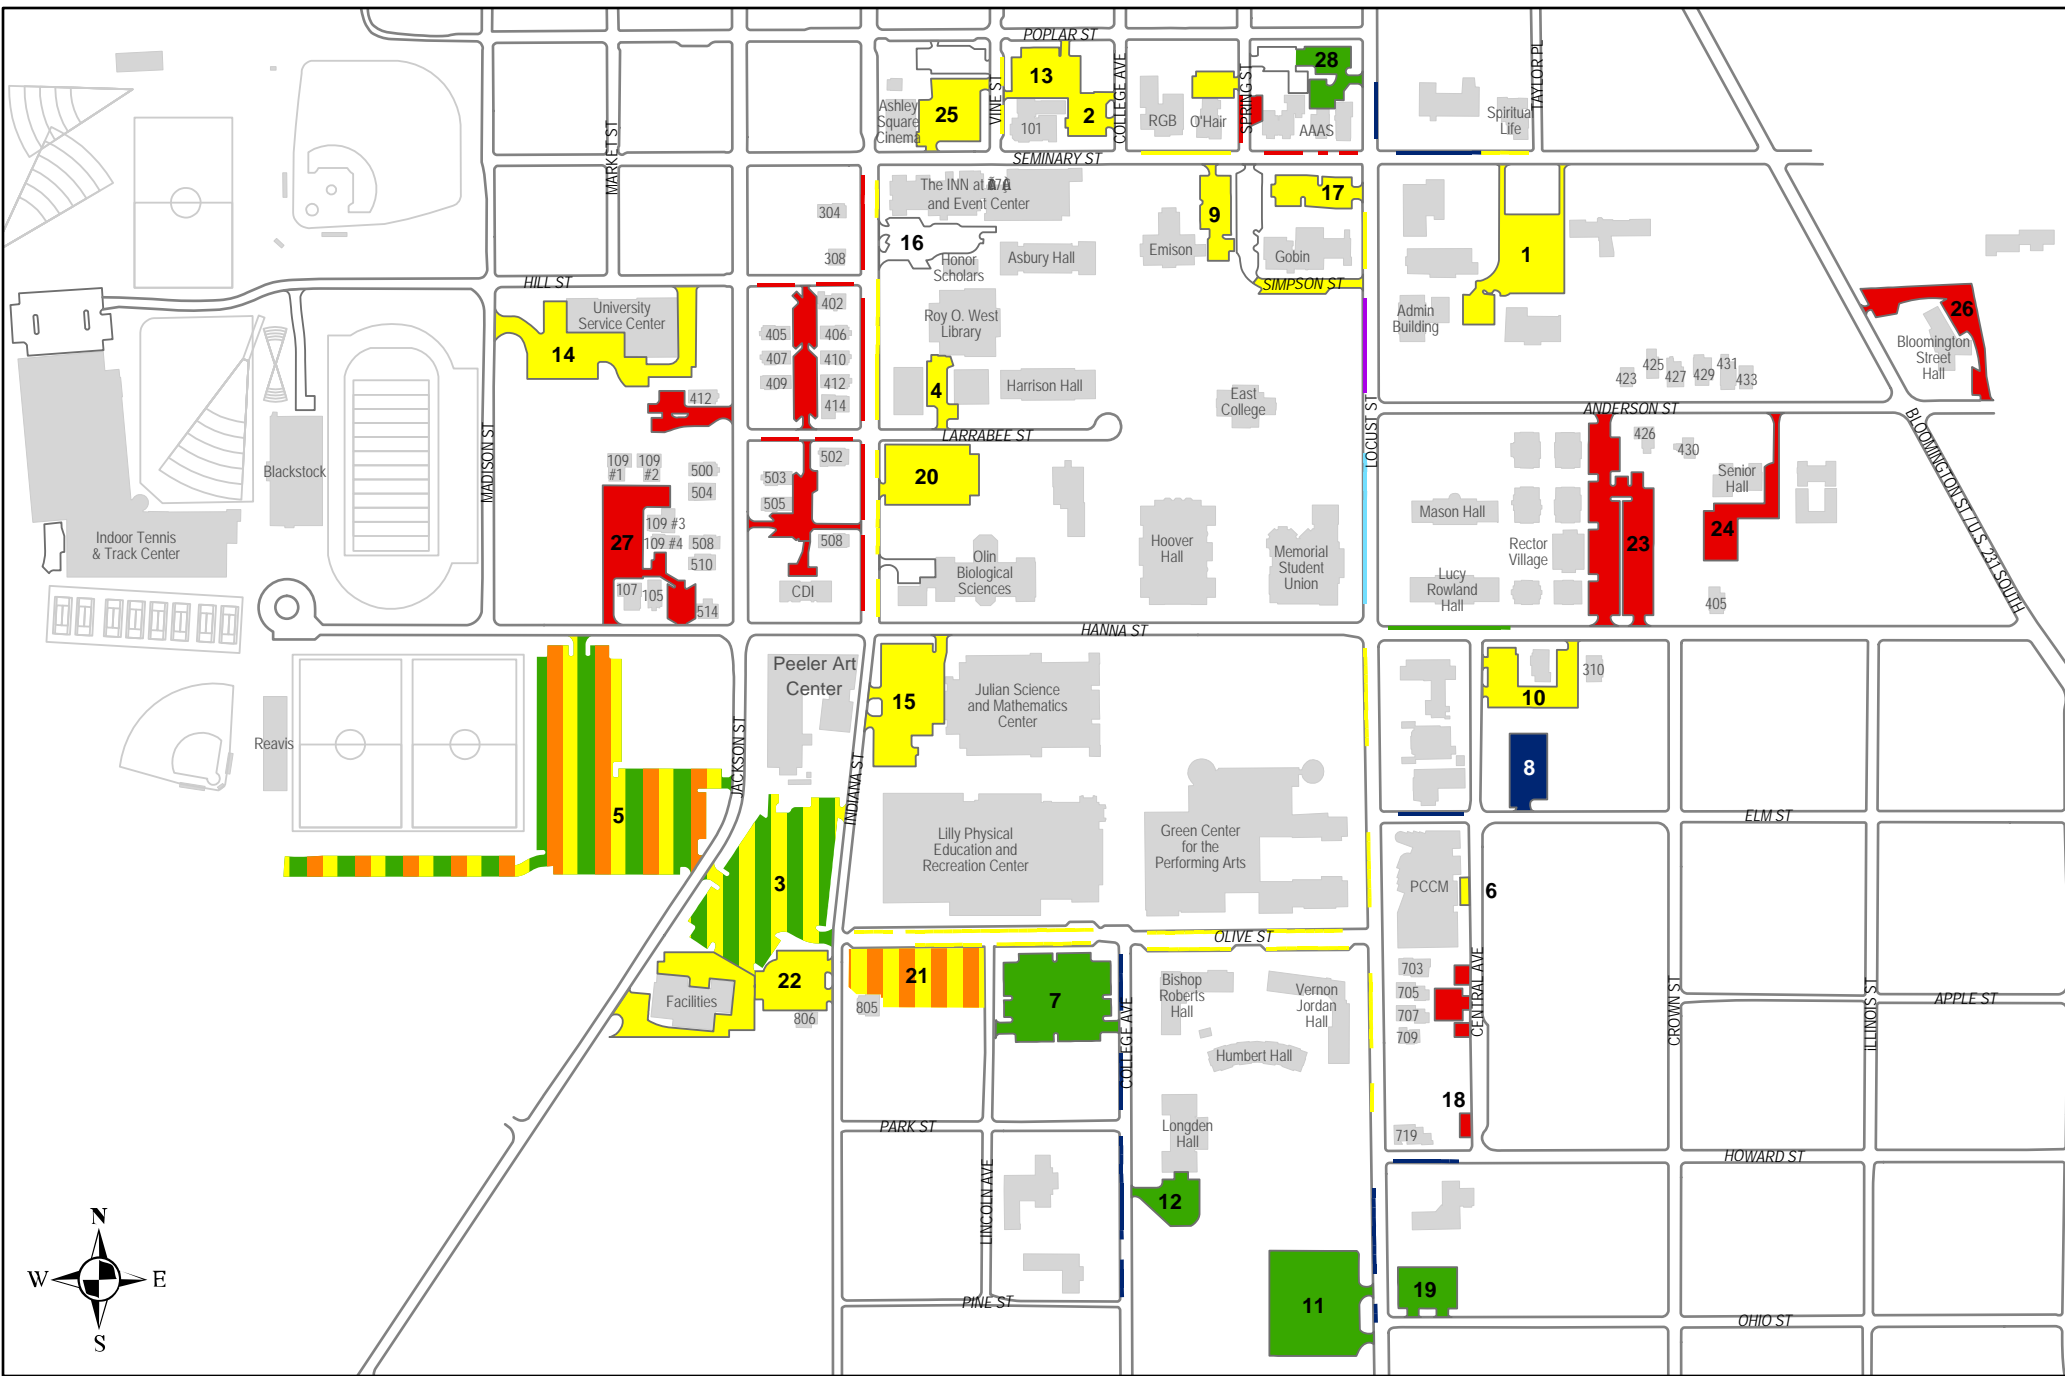 POPLAR ST
28
13
25
2
VINE ST
COLLEGE AVE
SPRING ST
TAYLOR PL
Ashley
Square
Cinema
101
RGB
O'Hair
AAAS
Spiritual
Life
MARKET ST
SEMINARY ST
The INN at
and Event Center
304
308
16
Honor
Scholars
Asbury Hall
Emison
9
17
Gobin
SIMPSON ST
1
HILL ST
University
Service Center
14
402
405
406
407
410
409
412
414
412
Roy O. West
Library
4
Harrison Hall
East
College
Admin
Building
26
Bloomington
Street
Hall
423
425
427
429
431
433
LARRABEE ST
ANDERSON ST
LOCUST ST
MADISON ST
BLOOMINGTON ST / U.S. 231 SOUTH
Blackstock
109
#1
109
#2
500
504
109 #3
109 #4
508
510
27
107
105
514
502
503
505
508
CDI
20
Olin
Biological
Sciences
Hoover
Hall
Memorial
Student
Union
Mason Hall
Rector
Village
Lucy
Rowland
Hall
23
426
430
Senior
Hall
24
405
Indoor Tennis
& Track Center
HANNA ST
Peeler Art
Center
15
Julian Science
and Mathematics
Center
310
10
8
Reavis
JACKSON ST
INDIANA ST
5
3
Lilly Physical
Education and
Recreation Center
Green Center
for the
Performing Arts
ELM ST
PCCM
6
OLIVE ST
CENTRAL AVE
CROWN ST
ILLINOIS ST
APPLE ST
22
Facilities
806
21
805
7
COLLEGE AVE
Bishop
Roberts
Hall
Vernon
Jordan
Hall
Humbert Hall
703
705
707
709
18
719
PARK ST
Longden
Hall
HOWARD ST
LINCOLN AVE
12
11
19
PINE ST
OHIO ST
N
W
E
S